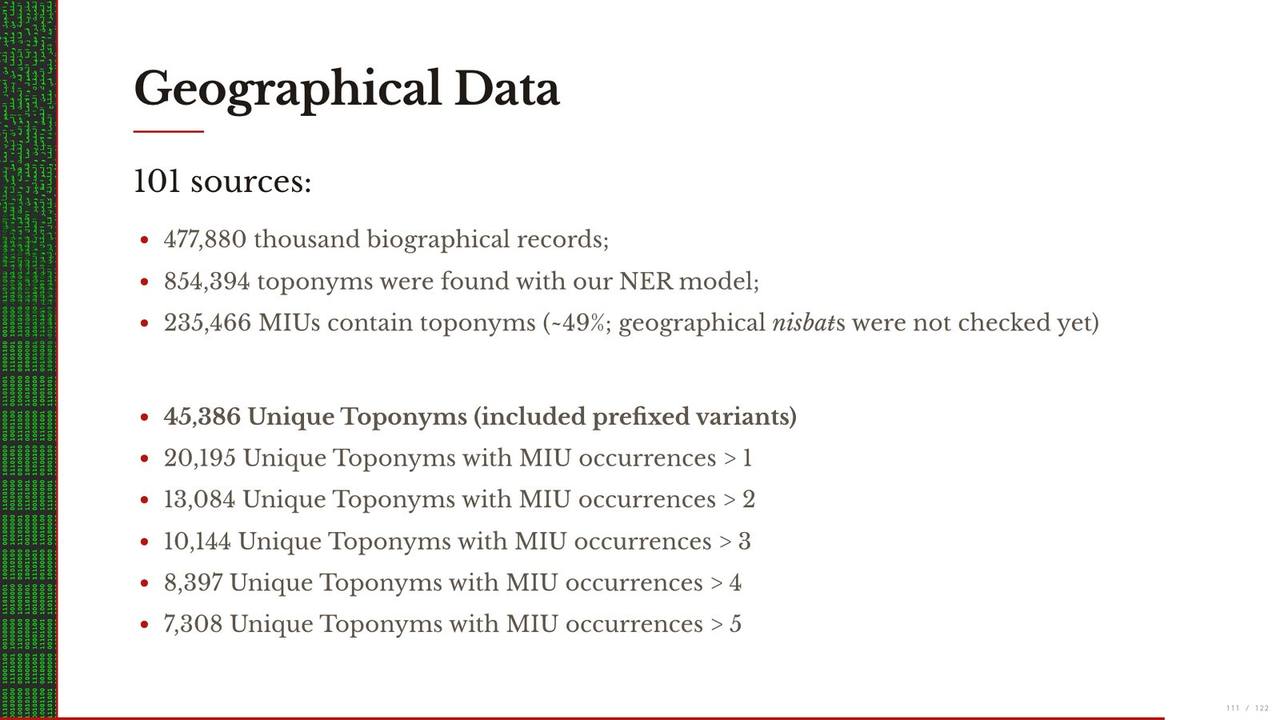 Geographical Data
101 sources:
• 477,880 thousand biographical records;
• 854,394 toponyms were found with our NER model;
• 235,466 MIUs contain toponyms (~49%; geographical nisbaŧs were not checked yet)
• 45,386 Unique Toponyms (included prefixed variants)
• 20,195 Unique Toponyms with MIU occurrences > 1
• 13,084 Unique Toponyms with MIU occurrences > 2
• 10,144 Unique Toponyms with MIU occurrences > 3
• 8,397 Unique Toponyms with MIU occurrences > 4
• 7,308 Unique Toponyms with MIU occurrences > 5
111 / 122